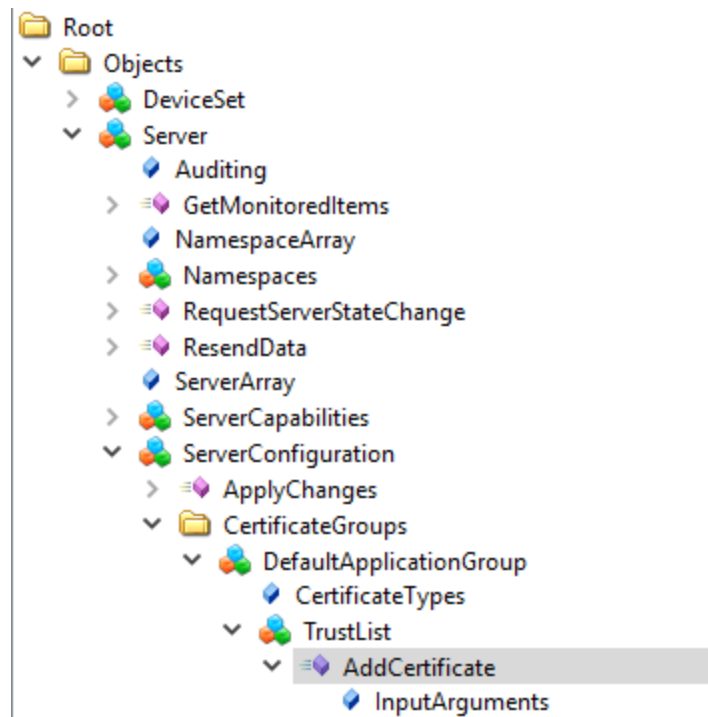 Root
Objects
DeviceSet
Server
Auditing
GetMonitoredItems
NamespaceArray
Namespaces
RequestServerStateChange
ResendData
ServerArray
ServerCapabilities
ServerConfiguration
ApplyChanges
CertificateGroups
DefaultApplicationGroup
CertificateTypes
TrustList
AddCertificate
InputArguments